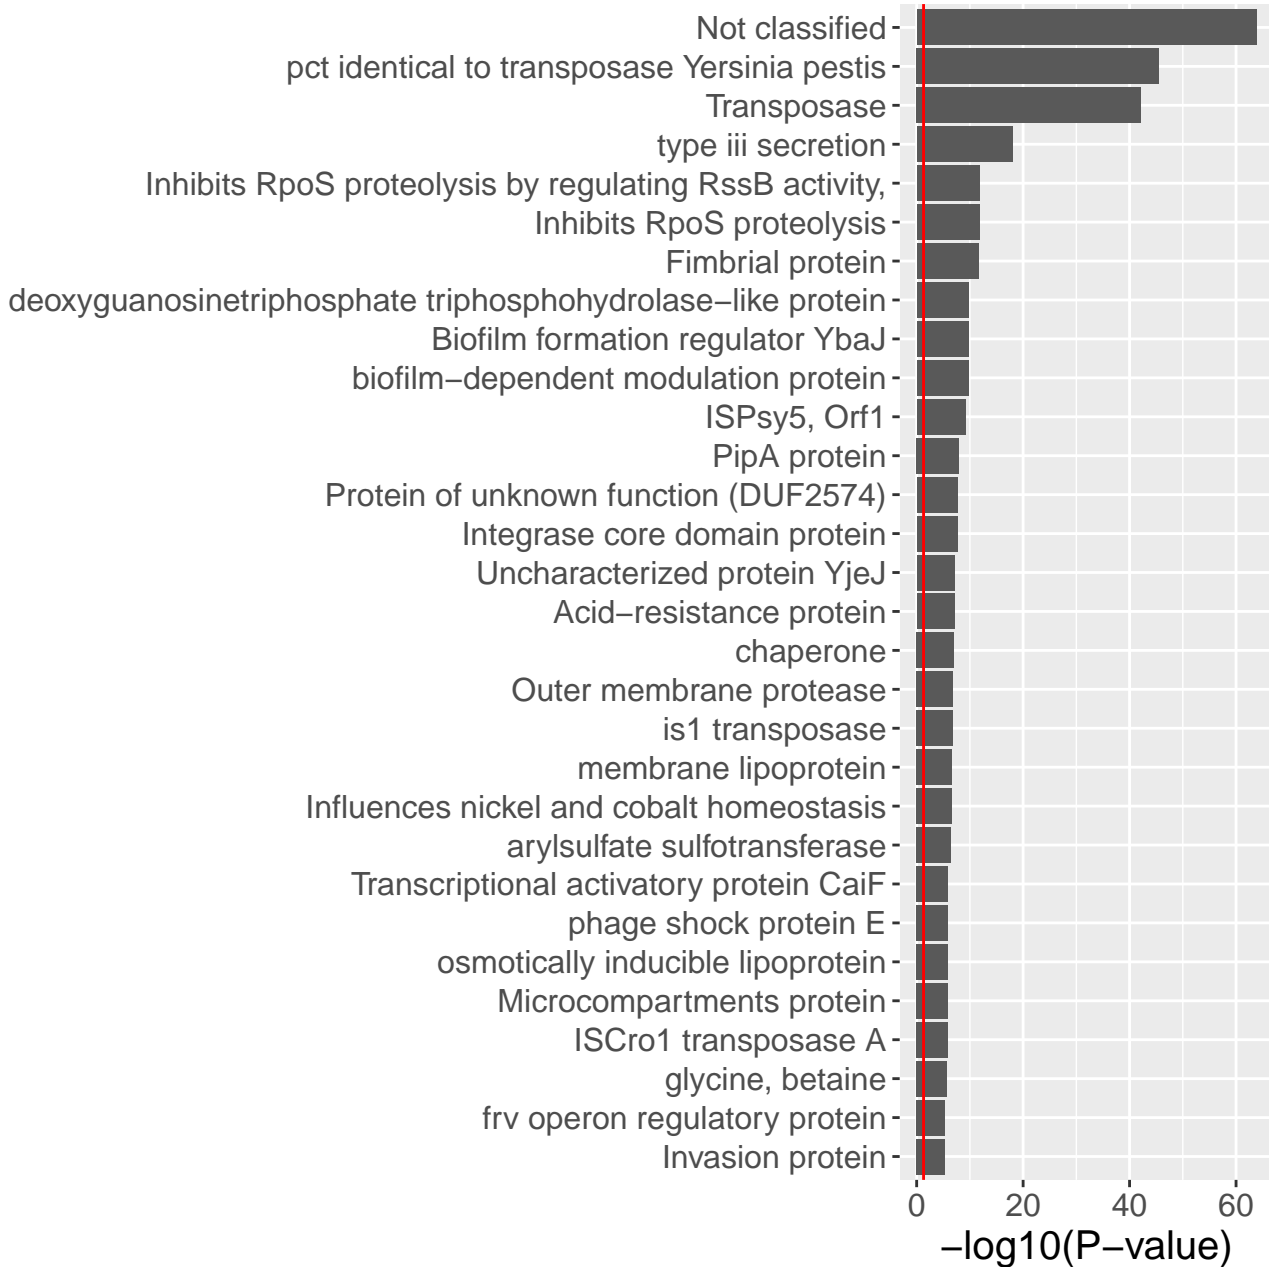 Not classified
pct identical to transposase Yersinia pestis
Transposase
type iii secretion
Inhibits RpoS proteolysis by regulating RssB activity,
Inhibits RpoS proteolysis
Fimbrial protein
deoxyguanosinetriphosphate triphosphohydrolase−like protein
Biofilm formation regulator YbaJ
biofilm−dependent modulation protein
ISPsy5, Orf1
PipA protein
Protein of unknown function (DUF2574)
Integrase core domain protein
Uncharacterized protein YjeJ
Acid−resistance protein
chaperone
Outer membrane protease
is1 transposase
membrane lipoprotein
Influences nickel and cobalt homeostasis
arylsulfate sulfotransferase
Transcriptional activatory protein CaiF
phage shock protein E
osmotically inducible lipoprotein
Microcompartments protein
ISCro1 transposase A
glycine, betaine
frv operon regulatory protein
Invasion protein
0 20 40 60
−log10(P−value)